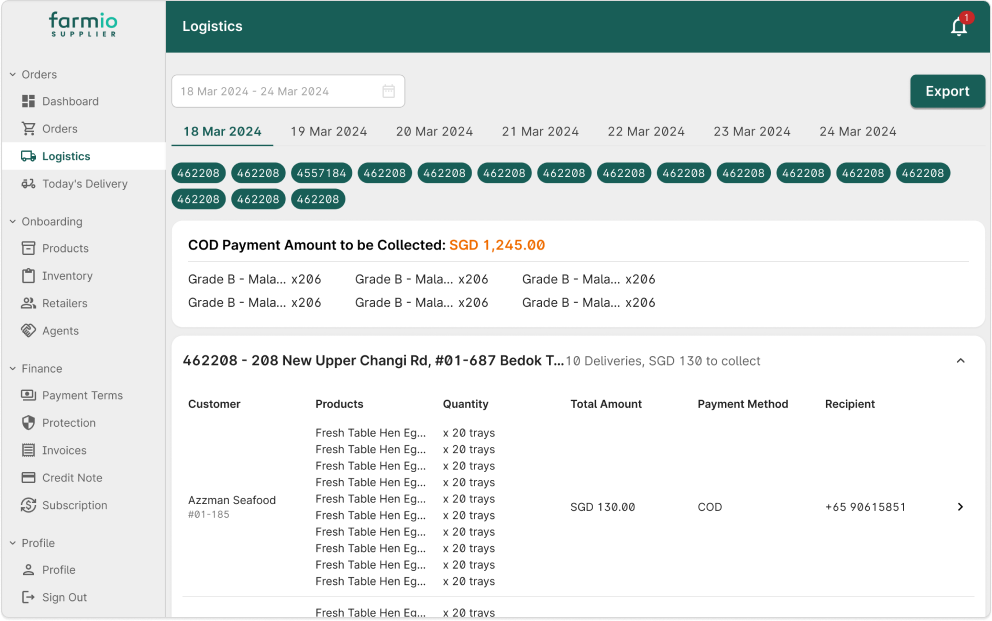 farmio
SUPPLIER
Logistics
1
Orders
Dashboard
Orders
Logistics
Today's Delivery
Onboarding
Products
Inventory
Retailers
Agents
Finance
Payment Terms
Protection
Invoices
Credit Note
Subscription
Profile
Profile
Sign Out
18 Mar 2024 - 24 Mar 2024
Export
18 Mar 2024 19 Mar 2024 20 Mar 2024 21 Mar 2024 22 Mar 2024 23 Mar 2024 24 Mar 2024
462208 462208 4557184 462208 462208 462208 462208 462208 462208 462208 462208 462208 462208
462208 462208 462208
COD Payment Amount to be Collected: SGD 1,245.00
Grade B - Mala... x206 Grade B - Mala... x206 Grade B - Mala... x206
Grade B - Mala... x206 Grade B - Mala... x206 Grade B - Mala... x206
462208 - 208 New Upper Changi Rd, #01-687 Bedok T... 10 Deliveries, SGD 130 to collect
Customer Products Quantity Total Amount Payment Method Recipient
Fresh Table Hen Eg... x 20 trays
Fresh Table Hen Eg... x 20 trays
Fresh Table Hen Eg... x 20 trays
Fresh Table Hen Eg... x 20 trays
Azzman Seafood Fresh Table Hen Eg... x 20 trays
#01-185 Fresh Table Hen Eg... x 20 trays SGD 130.00 COD +65 90615851
Fresh Table Hen Eg... x 20 trays
Fresh Table Hen Eg... x 20 trays
Fresh Table Hen Eg... x 20 trays
Fresh Table Hen Eg... x 20 trays
Fresh Table Hen Eg... x 20 trays